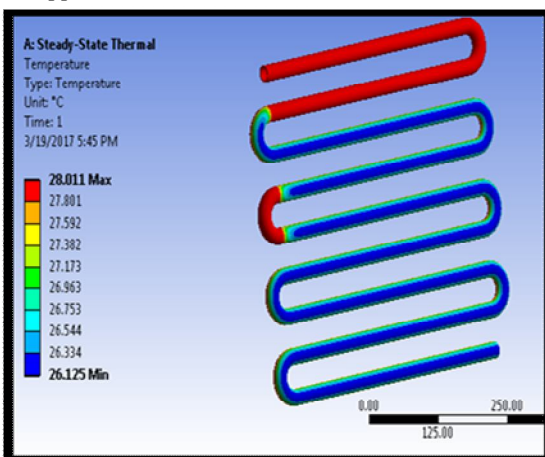 A: Steady-State Thermal
Temperature
Type: Temperature
Unit: °C
Time: 1
3/19/2017 5:45 PM
28.011 Max
27.801
27.592
27.382
27.173
26.963
26.753
26.544
26.334
26.125 Min
0.00 250.00
125.00